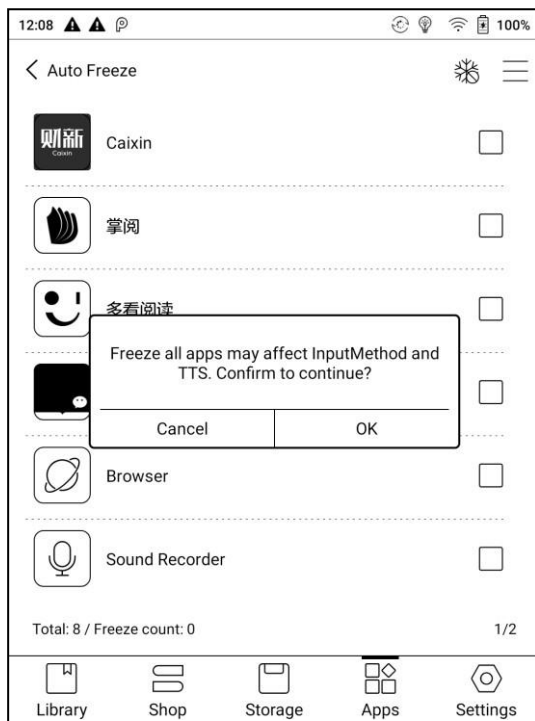 12:08
100%
Auto Freeze
财新
Caixin
Caixin
掌阅
多看阅读
Freeze all apps may affect InputMethod and
TTS. Confirm to continue?
Cancel
OK
Browser
Sound Recorder
Total: 8 / Freeze count: 0
1/2
Library
Shop
Storage
Apps
Settings